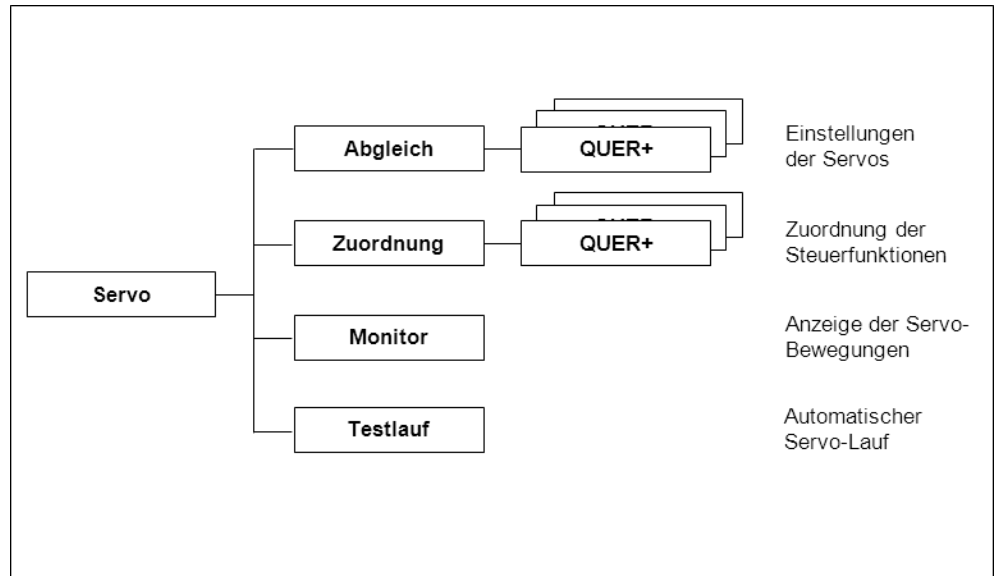 Abgleich
QUER+
Einstellungen
der Servos
Zuordnung
QUER+
Zuordnung der
Steuerfunktionen
Servo
Monitor
Anzeige der Servo-
Bewegungen
Testlauf
Automatischer
Servo-Lauf